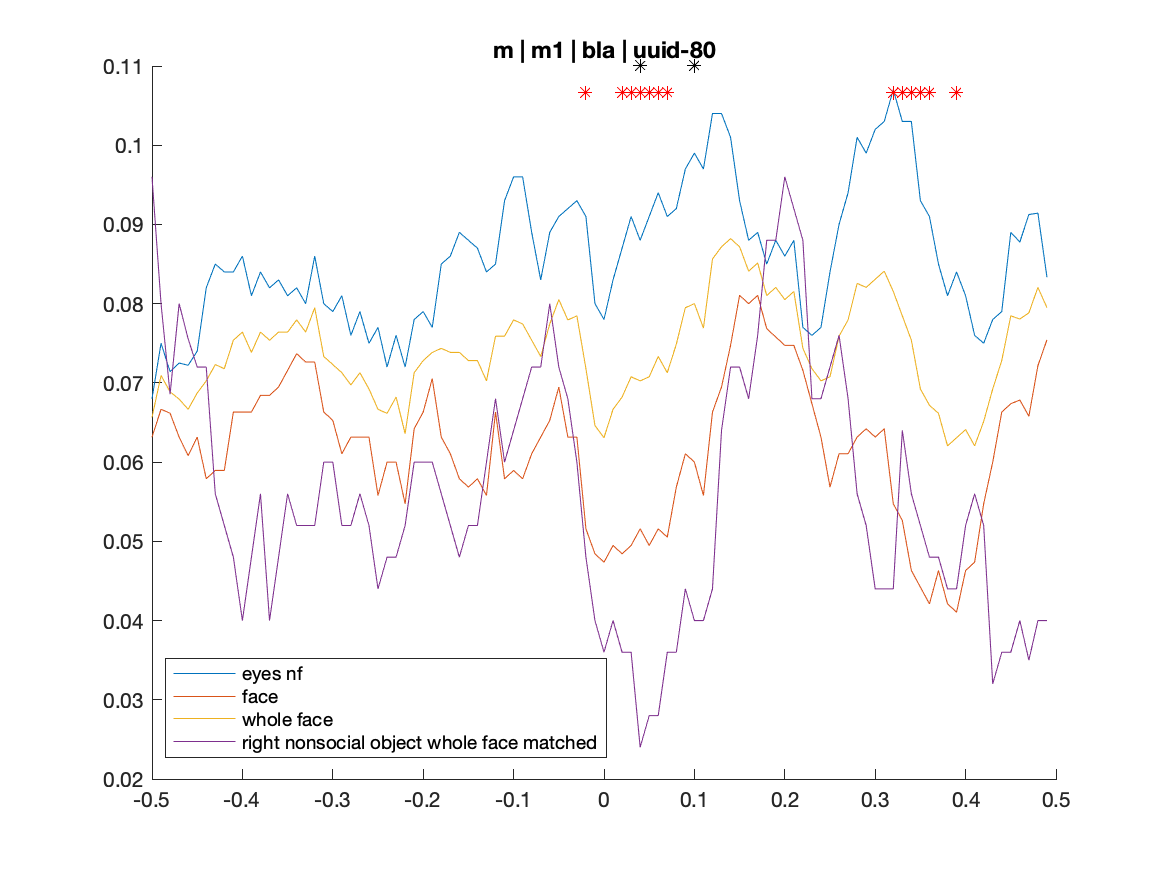 m | m1 | bla | uuid-80
0.11
0.1
0.09
0.08
0.07
0.06
0.05
0.04
0.03
0.02
eyes nf
face
whole face
right nonsocial object whole face matched
-0.5 -0.4 -0.3 -0.2 -0.1 0 0.1 0.2 0.3 0.4 0.5